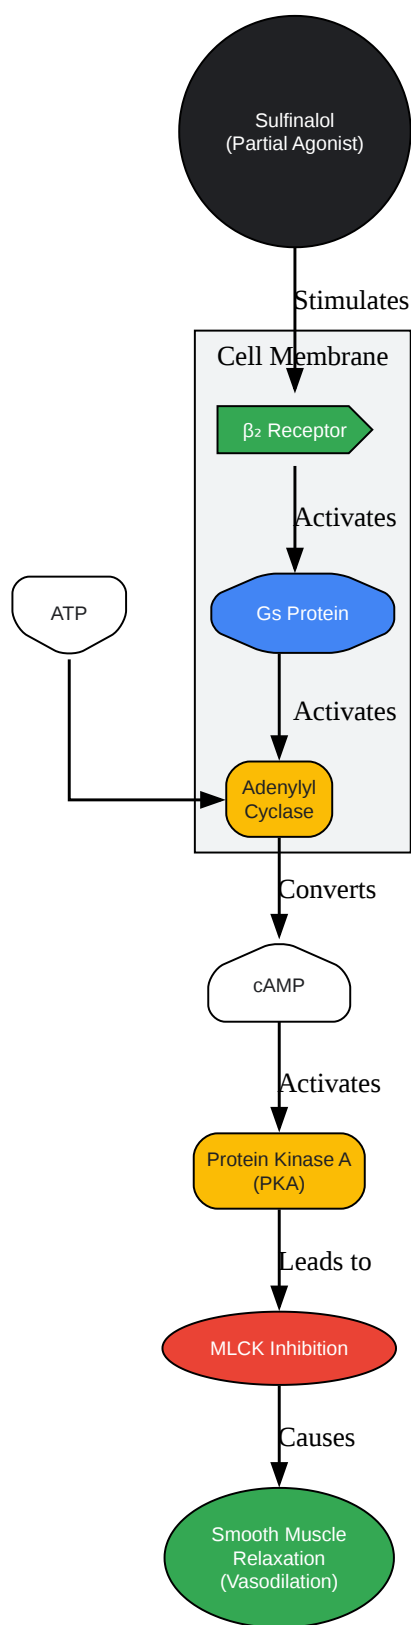 Sulfinalol
(Partial Agonist)
Stimulates
Cell Membrane
β₂ Receptor
Activates
ATP
Gs Protein
Activates
Adenylyl
Cyclase
Converts
cAMP
Activates
Protein Kinase A
(PKA)
Leads to
MLCK Inhibition
Causes
Smooth Muscle
Relaxation
(Vasodilation)